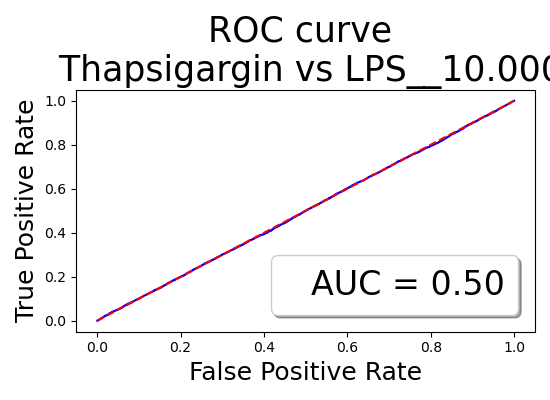 ROC curve
Thapsigargin vs LPS__10.000
True Positive Rate
1.0
0.8
0.6
0.4
0.2
0.0
AUC = 0.50
0.0 0.2 0.4 0.6 0.8 1.0
False Positive Rate